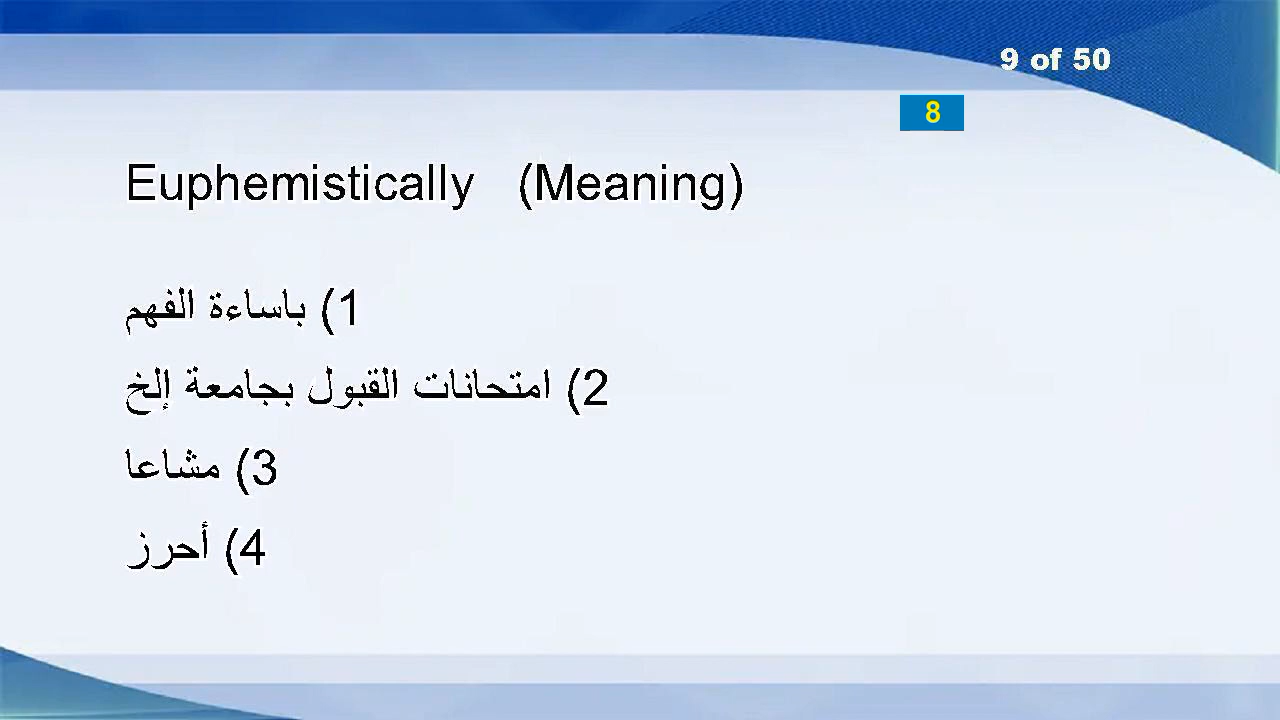 9 of 50
8
Euphemistically (Meaning)
1) باساءة الفهم
2) امتحانات القبول بجامعة إلخ
3) مشاعا
4) أحرز